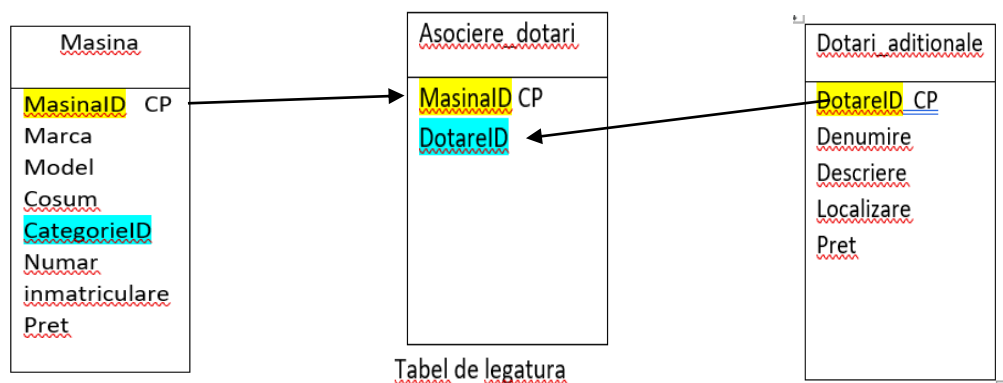 Masina
MasinaID CP
Marca
Model
Cosum
CategorieID
Numar
inmatriculare
Pret
Asociere_dotari
MasinaID CP
DotareID
Tabel de legatura
Dotari_aditionale
DotareID CP
Denumire
Descriere
Localizare
Pret